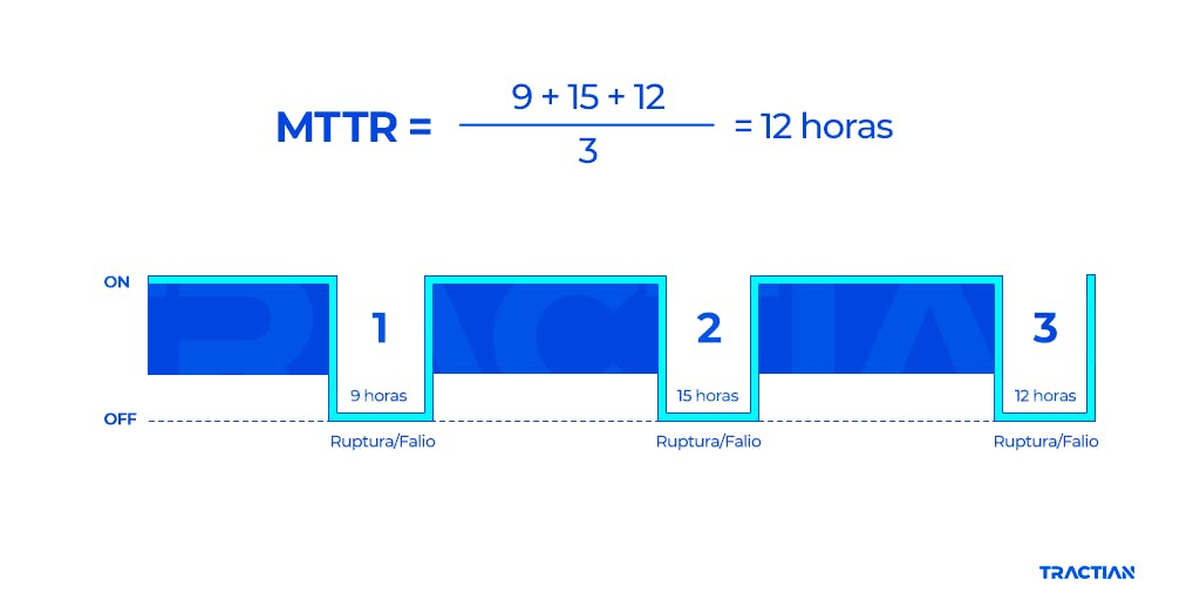 MTTR = 9 + 15 + 12 / 3 = 12 horas
ON
1
2
3
9 horas
15 horas
12 horas
OFF
Ruptura/Falio
Ruptura/Falio
Ruptura/Falio
TRACTIAN